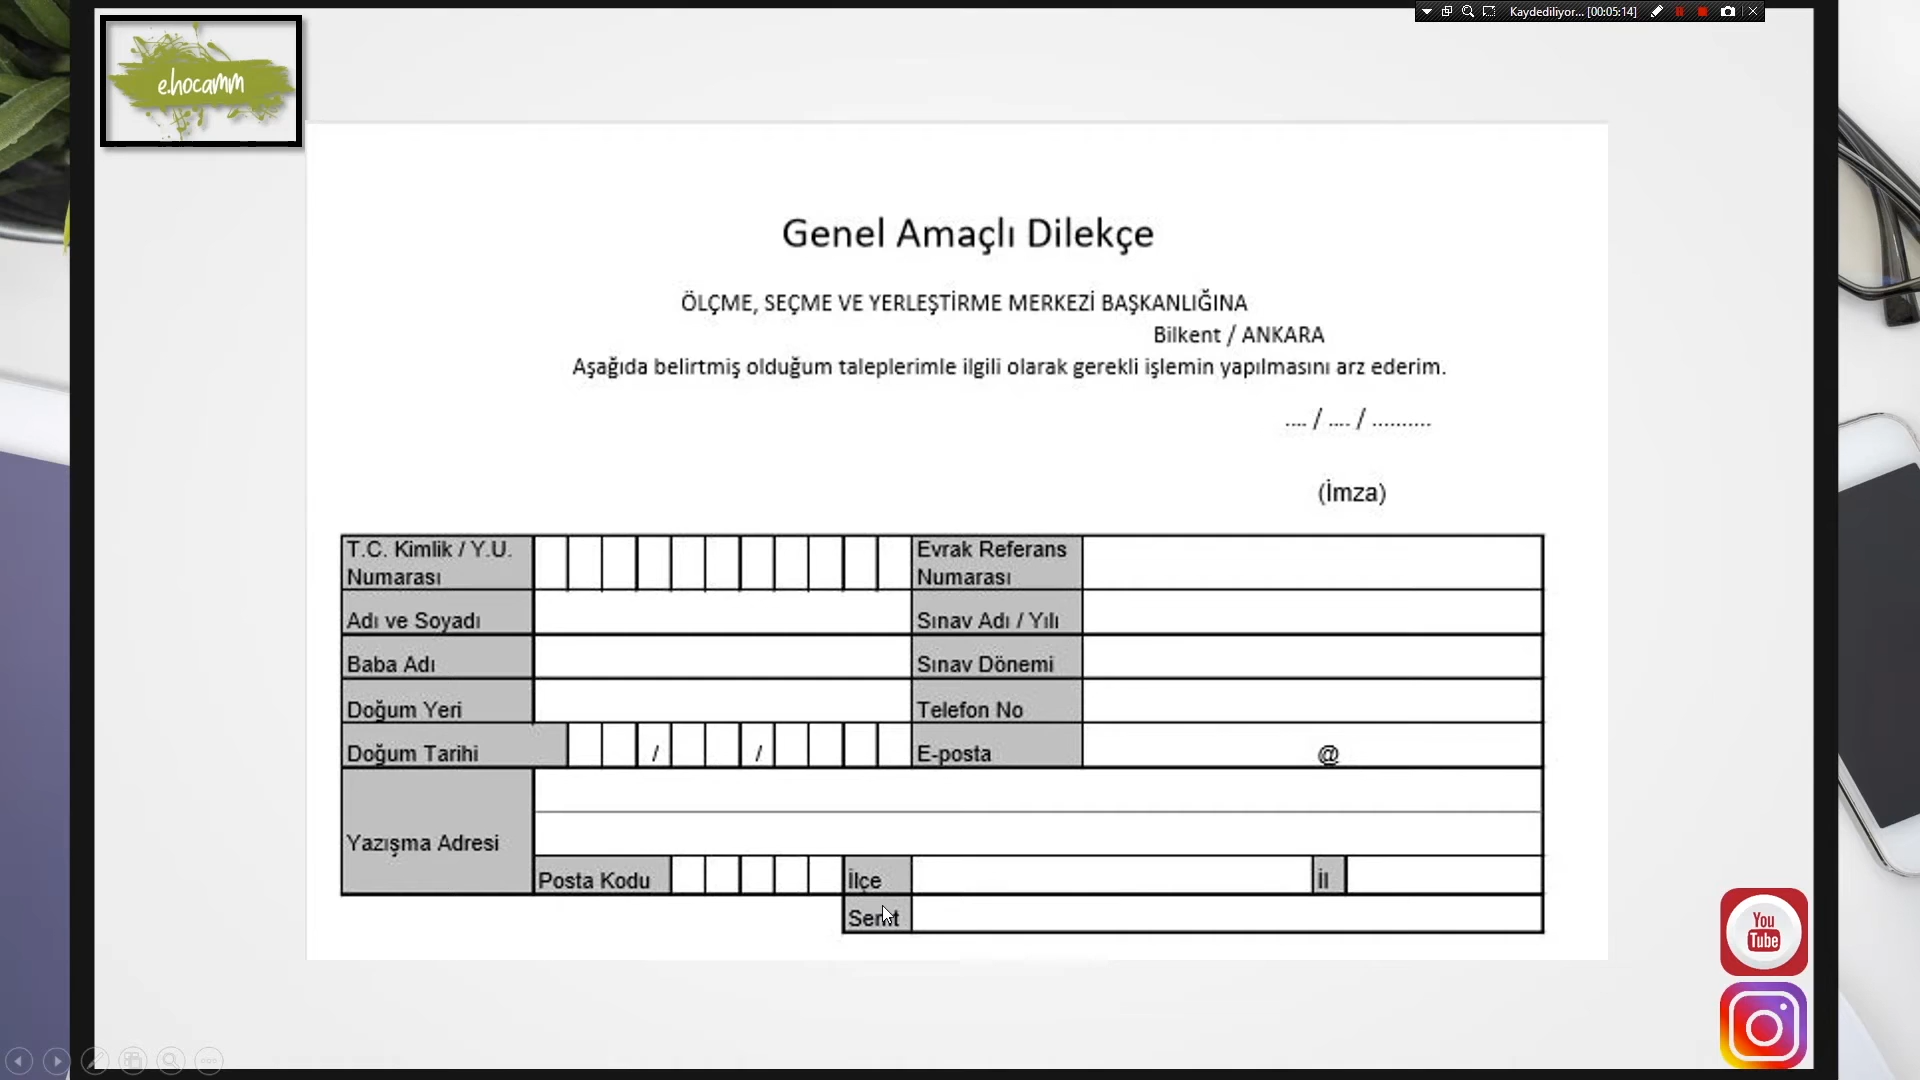 Kaydediliyor... [00:05:14]
e.hocamm
Genel Amaçlı Dilekçe
ÖLÇME, SEÇME VE YERLEŞTİRME MERKEZİ BAŞKANLIĞINA
Bilkent / ANKARA
Aşağıda belirtmiş olduğum taleplerimle ilgili olarak gerekli işlemin yapılmasını arz ederim.
.... / .... / ..........
(İmza)
T.C. Kimlik / Y.U. Numarası
Evrak Referans Numarası
Adı ve Soyadı
Sınav Adı / Yılı
Baba Adı
Sınav Dönemi
Doğum Yeri
Telefon No
Doğum Tarihi / /
E-posta @
Yazışma Adresi
Posta Kodu
İlçe
İl
Semt
You
Tube